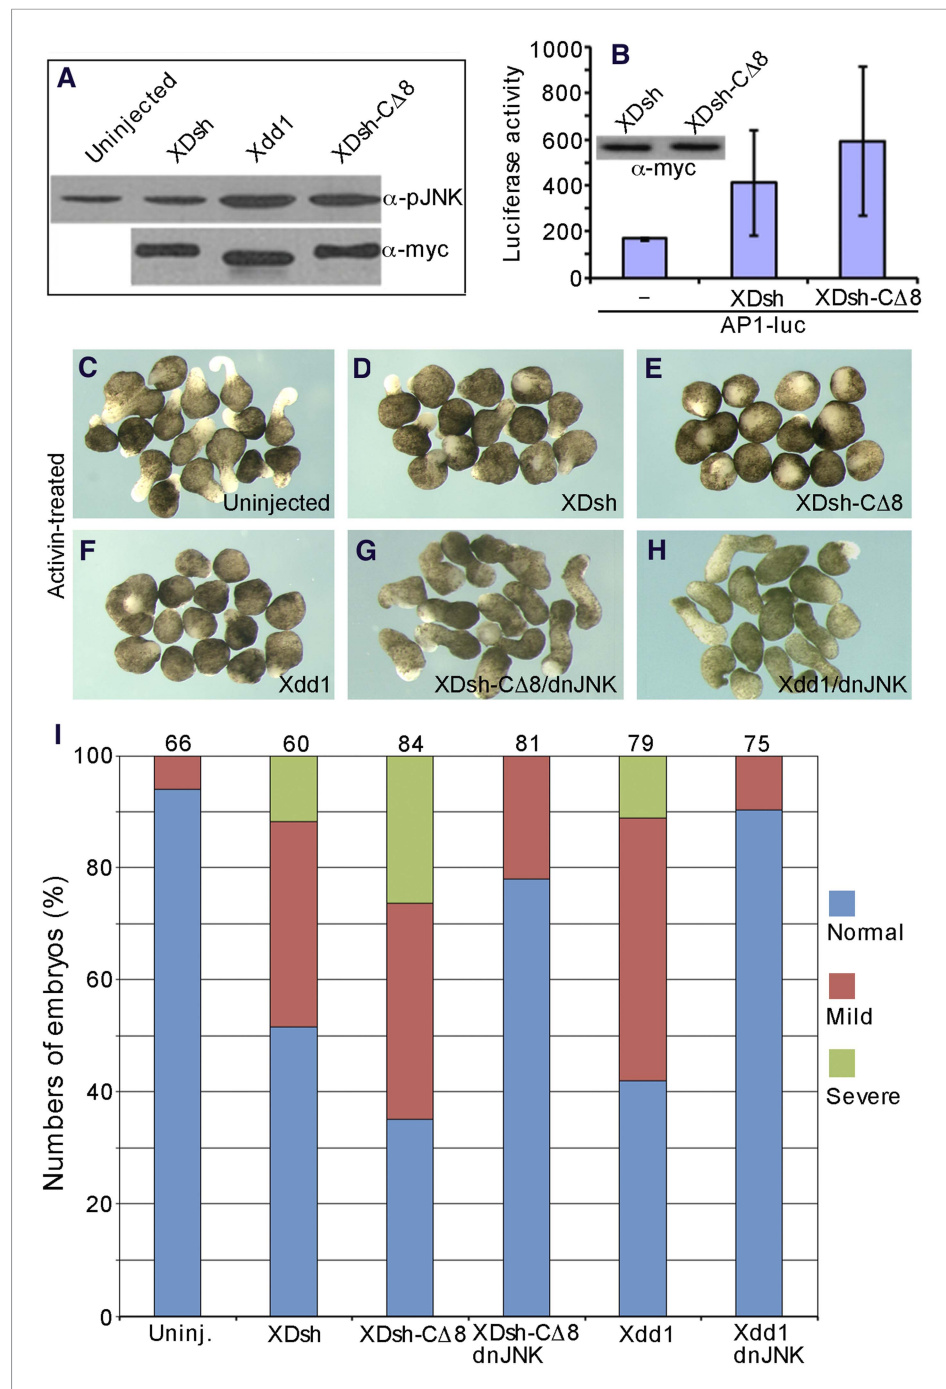 A
Uninjected
XDsh
Xdd1
XDsh-CΔ8
α-pJNK
α-myc
B
Luciferase activity
1000
800
600
400
200
0
XDsh
XDsh-CΔ8
α-myc
–
XDsh
XDsh-CΔ8
AP1-luc
Activin-treated
C
Uninjected
D
XDsh
E
XDsh-CΔ8
F
Xdd1
G
XDsh-CΔ8/dnJNK
H
Xdd1/dnJNK
I
Numbers of embryos (%)
100
80
60
40
20
0
66
60
84
81
79
75
Uninj.
XDsh
XDsh-CΔ8
XDsh-CΔ8
dnJNK
Xdd1
Xdd1
dnJNK
Normal
Mild
Severe